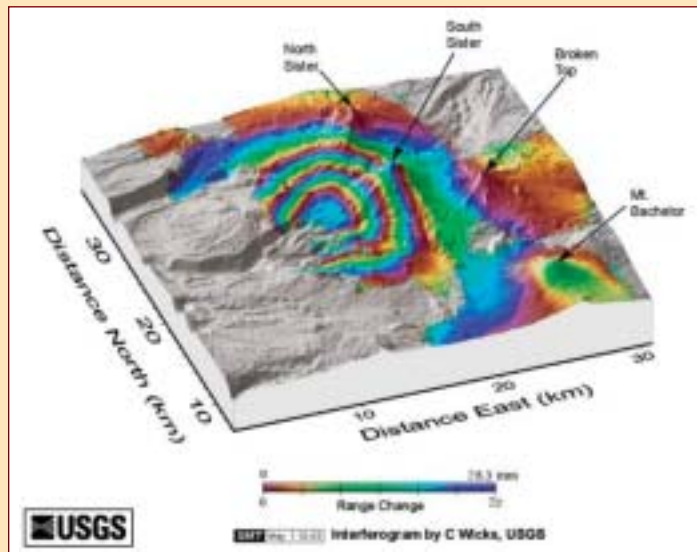 North
Sister
South
Sister
Broken
Top
Mt.
Bachelor
30
20
10
Distance North (km)
10
20
30
Distance East (km)
0
28.3 mm
0
Range Change
USGS
GMT
Interferogram by C Wicks, USGS